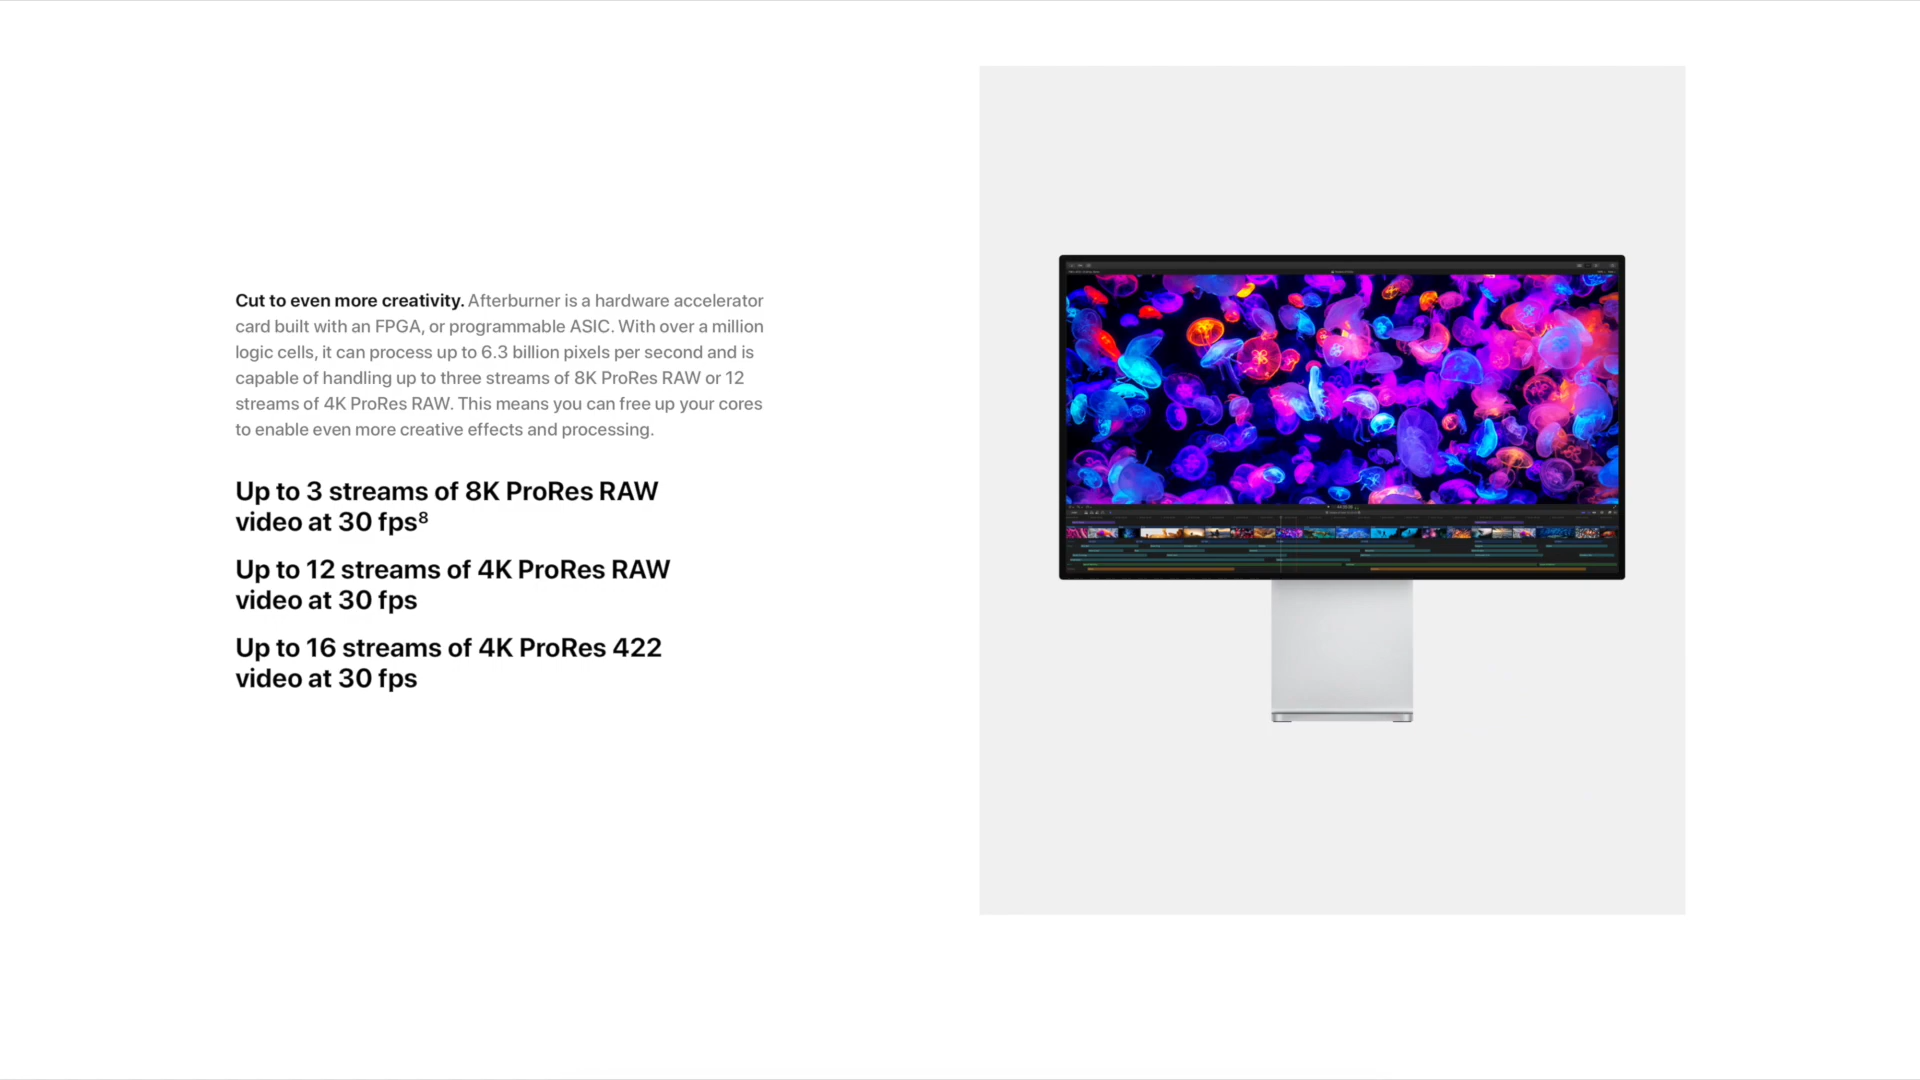 Cut to even more creativity. Afterburner is a hardware accelerator
card built with an FPGA, or programmable ASIC. With over a million
logic cells, it can process up to 6.3 billion pixels per second and is
capable of handling up to three streams of 8K ProRes RAW or 12
streams of 4K ProRes RAW. This means you can free up your cores
to enable even more creative effects and processing.
Up to 3 streams of 8K ProRes RAW
video at 30 fps⁸
Up to 12 streams of 4K ProRes RAW
video at 30 fps
Up to 16 streams of 4K ProRes 422
video at 30 fps